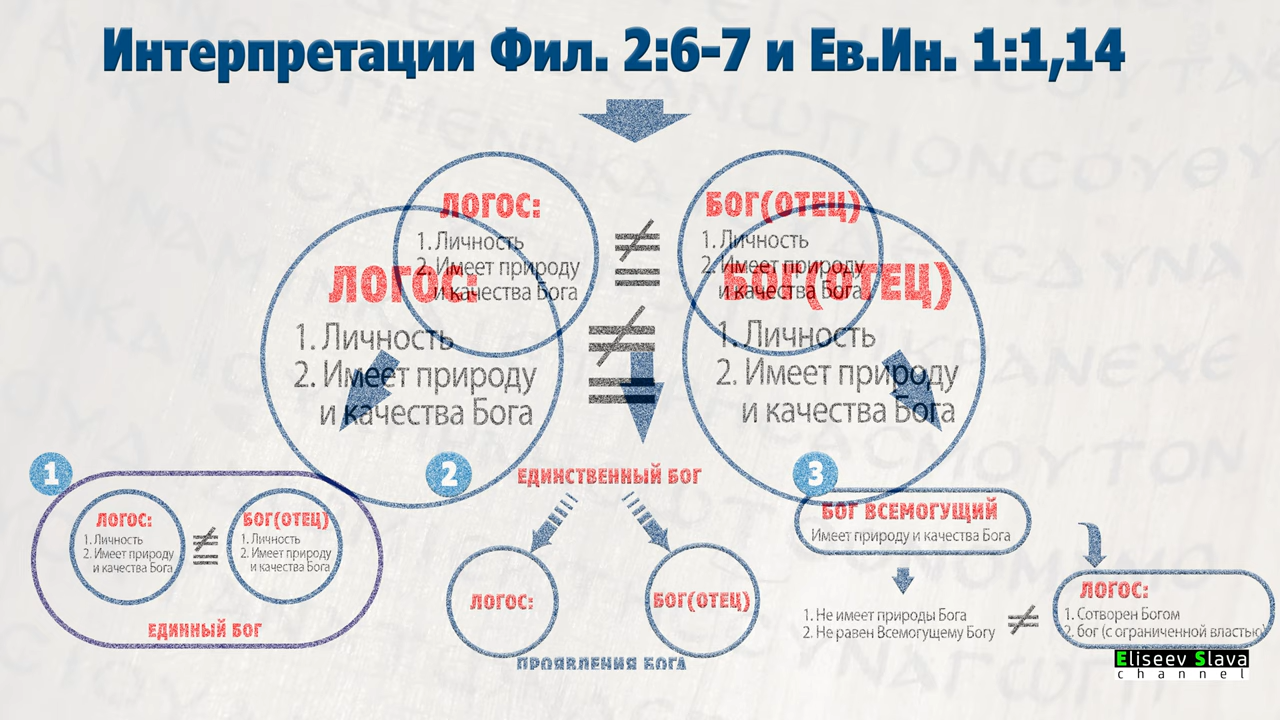 Интерпретации Фил. 2:6-7 и Ев.Ин. 1:1,14
ЛОГОС:
1. Личность
2. Имеет природу
и качества Бога
БОГ(ОТЕЦ)
1. Личность
2. Имеет природу
и качества Бога
ЛОГОС:
1. Личность
2. Имеет природу
и качества Бога
БОГ(ОТЕЦ)
1. Личность
2. Имеет природу
и качества Бога
1
ЛОГОС:
1. Личность
2. Имеет природу
и качества Бога
≠
БОГ(ОТЕЦ)
1. Личность
2. Имеет природу
и качества Бога
ЕДИННЫЙ БОГ
2
ЕДИНСТВЕННЫЙ БОГ
ЛОГОС:
БОГ(ОТЕЦ)
ПРОЯВЛЕНИЯ БОГА
3
БОГ ВСЕМОГУЩИЙ
Имеет природу и качества Бога
1. Не имеет природы Бога
2. Не равен Всемогущему Богу
≠
ЛОГОС:
1. Сотворен Богом
2. бог (с ограниченной властью)
Eliseev Slava
channel